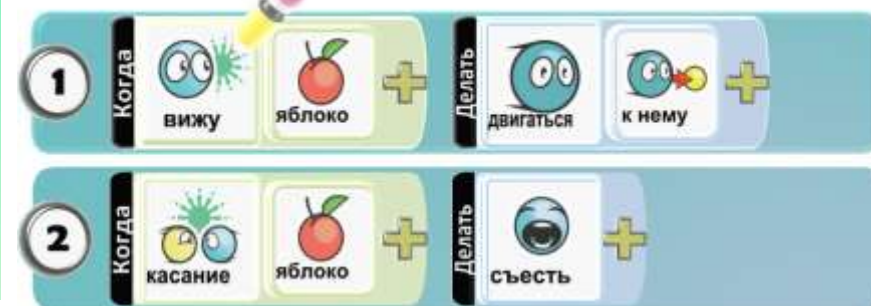 1 Когда вижу яблоко Делать двигаться к нему
2 Когда касание яблоко Делать съесть